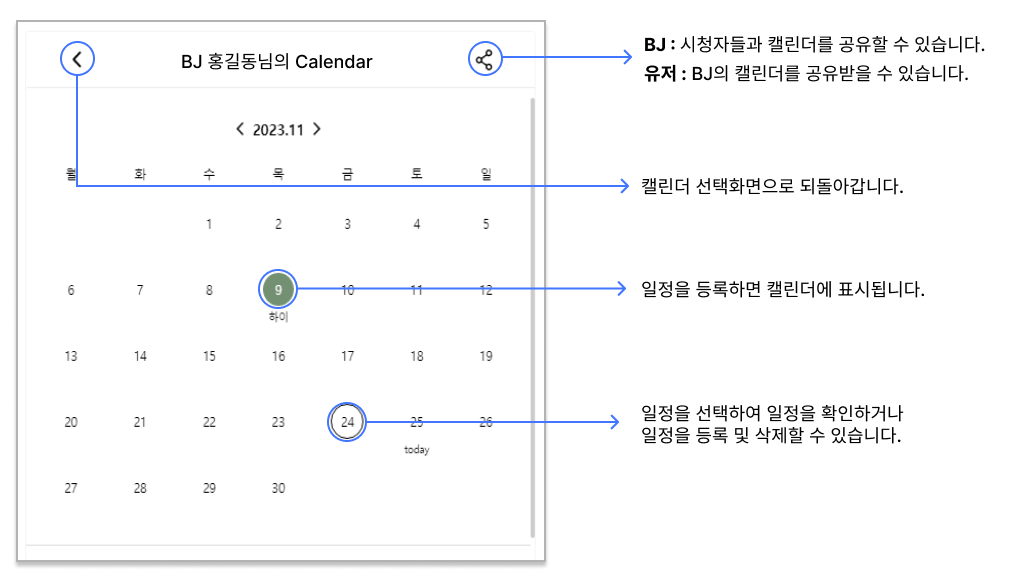 BJ 홍길동님의 Calendar
BJ : 시청자들과 캘린더를 공유할 수 있습니다.
유저 : BJ의 캘린더를 공유받을 수 있습니다.
2023.11
월 화 수 목 금 토 일
캘린더 선택화면으로 되돌아갑니다.
1 2 3 4 5
6 7 8 9 10 11 12
일정을 등록하면 캘린더에 표시됩니다.
하이
13 14 15 16 17 18 19
20 21 22 23 24 25 26
일정을 선택하여 일정을 확인하거나
일정을 등록 및 삭제할 수 있습니다.
today
27 28 29 30